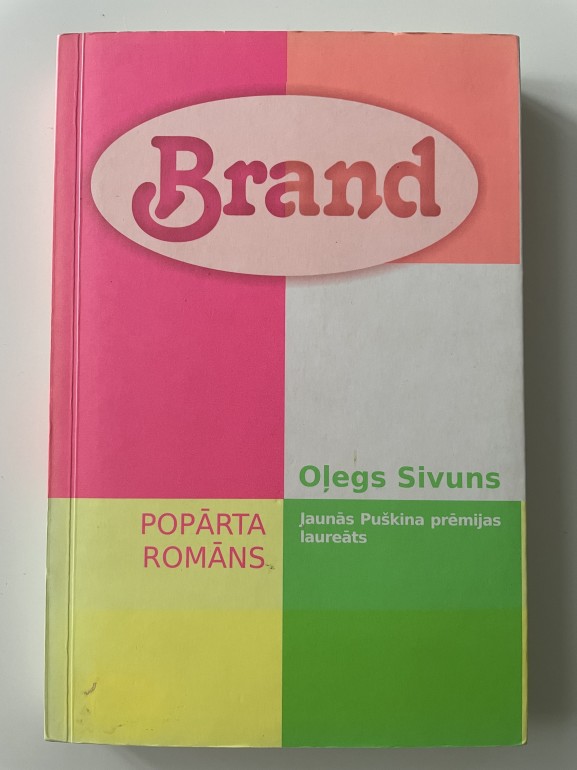 Brand
Oļegs Sivuns
POPĀRTA
ROMĀNS
Jaunās Puškina prēmijas
laureāts